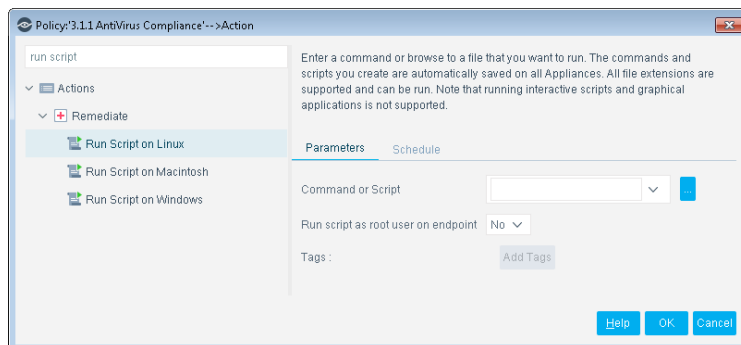 Policy:'3.1.1 AntiVirus Compliance'-->Action
run script
Actions
Remediate
Run Script on Linux
Run Script on Macintosh
Run Script on Windows
Enter a command or browse to a file that you want to run. The commands and
scripts you create are automatically saved on all Appliances. All file extensions are
supported and can be run. Note that running interactive scripts and graphical
applications is not supported.
Parameters Schedule
Command or Script ...
Run script as root user on endpoint No
Tags : Add Tags
Help OK Cancel